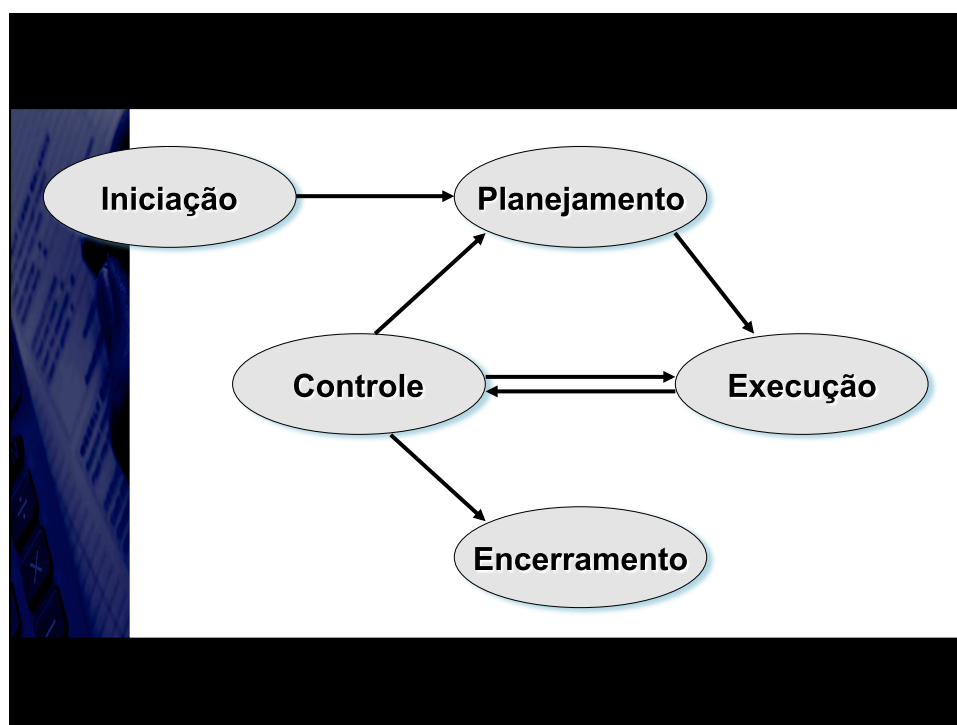 Iniciação
Planejamento
Controle
Execução
Encerramento